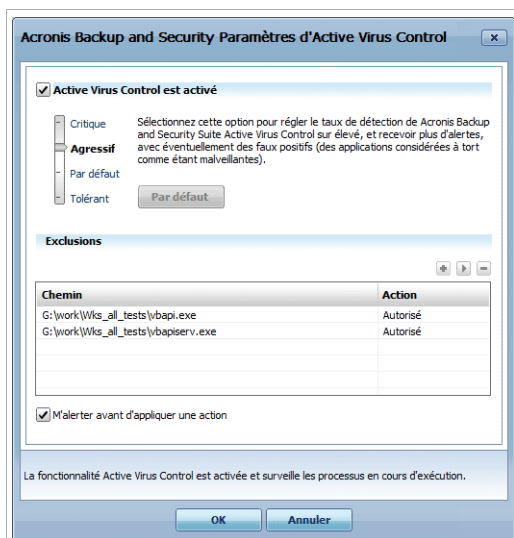 Acronis Backup and Security Paramètres d'Active Virus Control
Active Virus Control est activé
Critique
Agressif
Par défaut
Tolérant
Sélectionnez cette option pour régler le taux de détection de Acronis Backup
and Security Suite Active Virus Control sur élevé, et recevoir plus d'alertes,
avec éventuellement des faux positifs (des applications considérées à tort
comme étant malveillantes).
Par défaut
Exclusions
Chemin Action
G:\work\Wks_all_tests\vbapi.exe Autorisé
G:\work\Wks_all_tests\vbapiserv.exe Autorisé
M'alerter avant d'appliquer une action
La fonctionnalité Active Virus Control est activée et surveille les processus en cours d'exécution.
OK Annuler